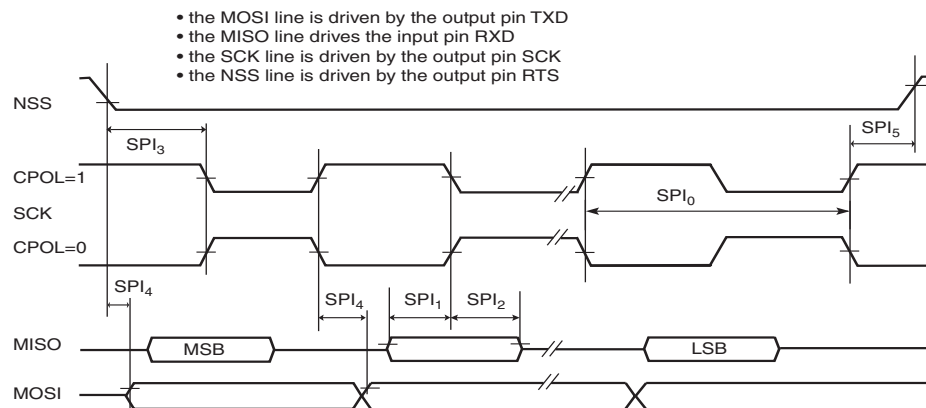 • the MOSI line is driven by the output pin TXD
• the MISO line drives the input pin RXD
• the SCK line is driven by the output pin SCK
• the NSS line is driven by the output pin RTS
NSS
SPI₃
SPI₅
CPOL=1
SCK
SPI₀
CPOL=0
SPI₄
SPI₄
SPI₁
SPI₂
MISO
MSB
LSB
MOSI